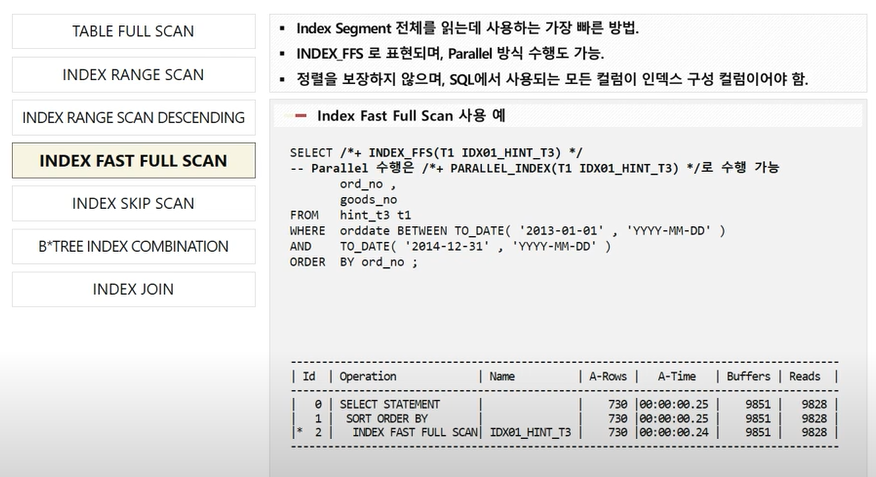 TABLE FULL SCAN
INDEX RANGE SCAN
INDEX RANGE SCAN DESCENDING
INDEX FAST FULL SCAN
INDEX SKIP SCAN
B*TREE INDEX COMBINATION
INDEX JOIN
▪ Index Segment 전체를 읽는데 사용하는 가장 빠른 방법.
▪ INDEX_FFS 로 표현되며, Parallel 방식 수행도 가능.
▪ 정렬을 보장하지 않으며, SQL에서 사용되는 모든 컬럼이 인덱스 구성 컬럼이어야 함.
Index Fast Full Scan 사용 예
SELECT /*+ INDEX_FFS(T1 IDX01_HINT_T3) */
-- Parallel 수행은 /*+ PARALLEL_INDEX(T1 IDX01_HINT_T3) */로 수행 가능
ord_no ,
goods_no
FROM hint_t3 t1
WHERE orddate BETWEEN TO_DATE( '2013-01-01' , 'YYYY-MM-DD' )
AND TO_DATE( '2014-12-31' , 'YYYY-MM-DD' )
ORDER BY ord_no ;
| Id | Operation | Name | A-Rows | A-Time | Buffers | Reads |
| 0 | SELECT STATEMENT | | 730 |00:00:00.25 | 9851 | 9828 |
| 1 | SORT ORDER BY | | 730 |00:00:00.25 | 9851 | 9828 |
|* 2 | INDEX FAST FULL SCAN| IDX01_HINT_T3 | 730 |00:00:00.24 | 9851 | 9828 |